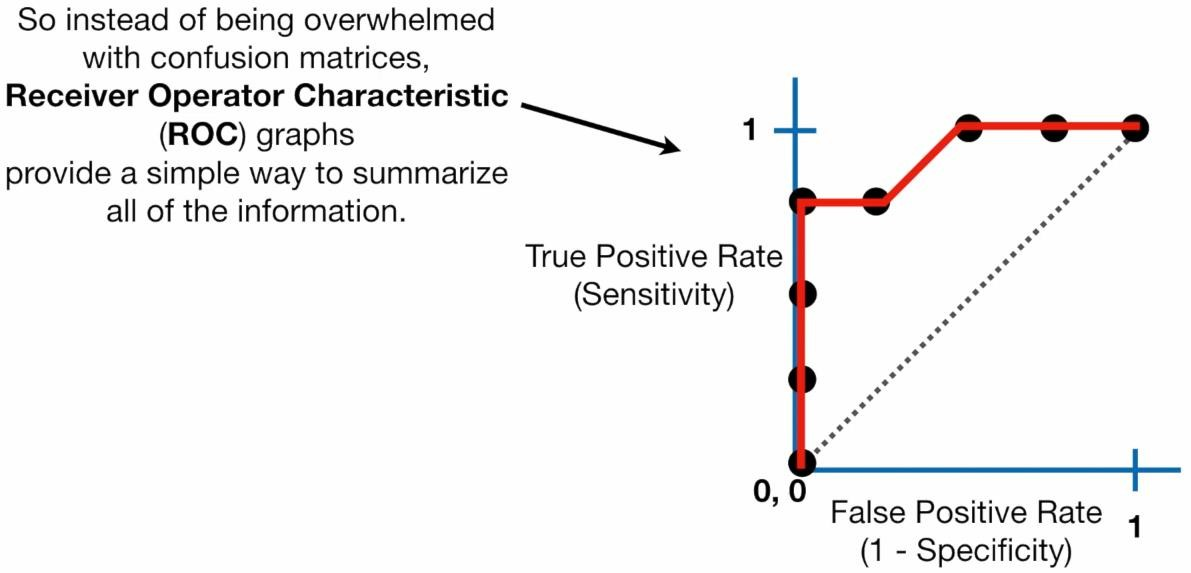 So instead of being overwhelmed
with confusion matrices,
Receiver Operator Characteristic
(ROC) graphs
provide a simple way to summarize
all of the information.
1
True Positive Rate
(Sensitivity)
0, 0
False Positive Rate
(1 - Specificity)
1